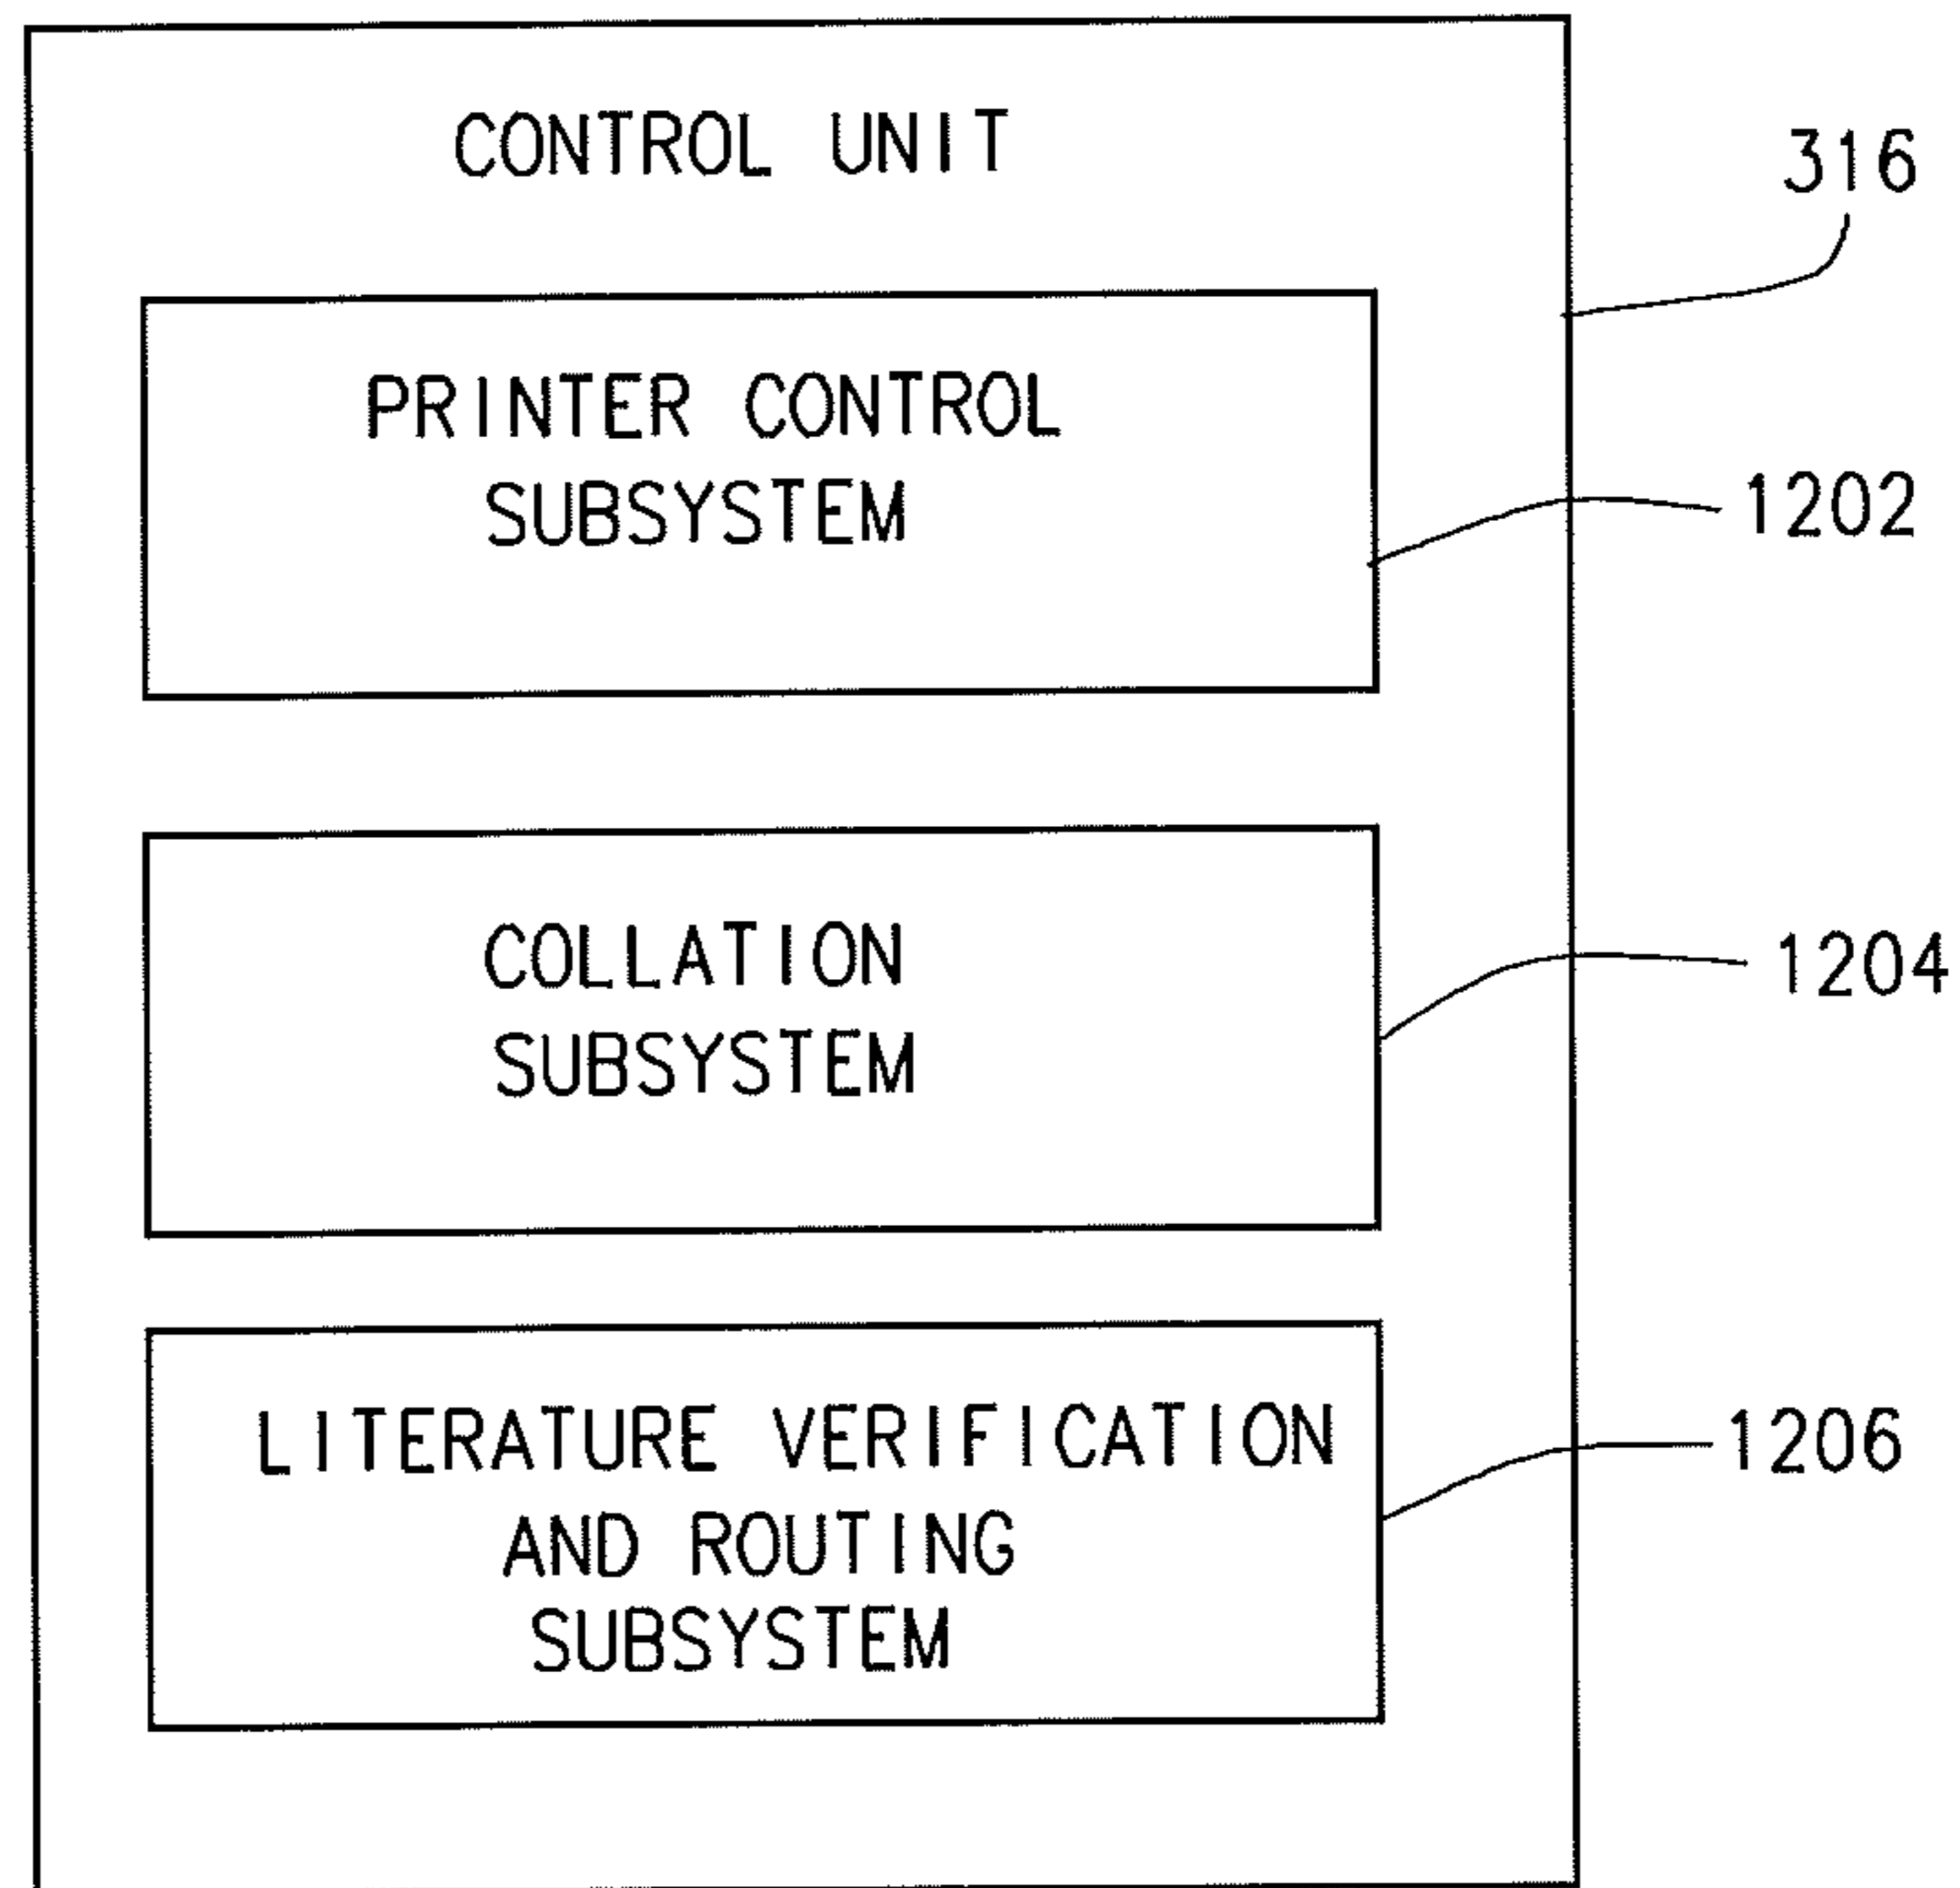 CONTROL UNIT
316
PRINTER CONTROL
SUBSYSTEM
1202
COLLATION
SUBSYSTEM
1204
LITERATURE VERIFICATION
AND ROUTING
SUBSYSTEM
1206